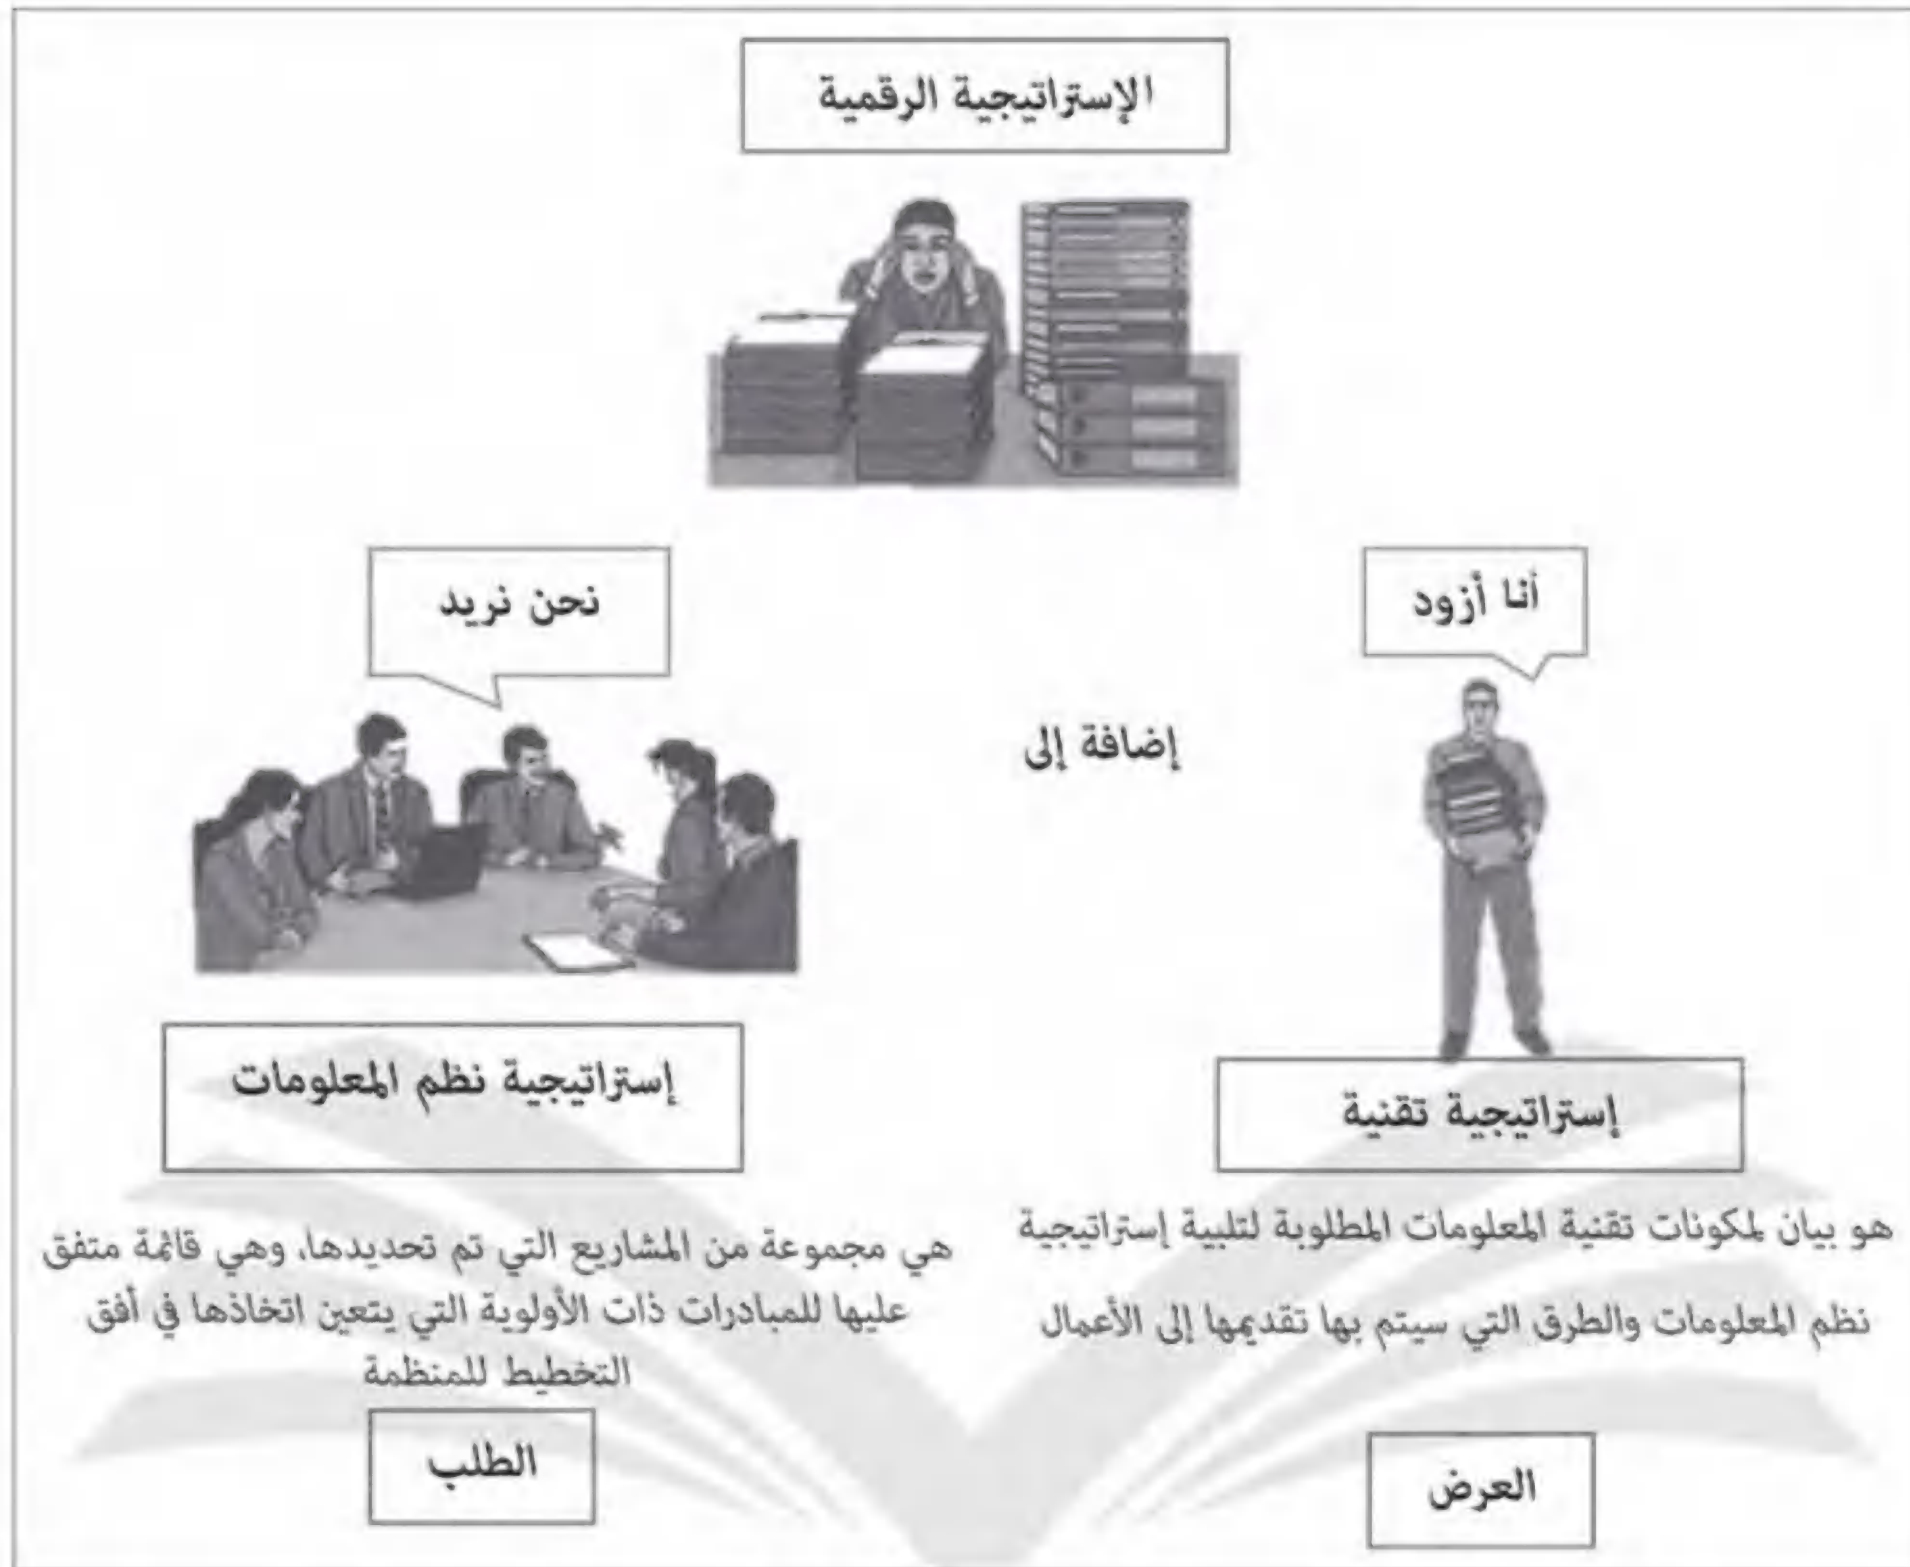 الإستراتيجية الرقمية
أنا أزود
نحن نريد
إضافة إلى
إستراتيجية تقنية
إستراتيجية نظم المعلومات
هو بيان لمكونات تقنية المعلومات المطلوبة لتلبية إستراتيجية
نظم المعلومات والطرق التي سيتم بها تقديمها إلى الأعمال
هي مجموعة من المشاريع التي تم تحديدها، وهي قائمة متفق
عليها للمبادرات ذات الأولوية التي يتعين اتخاذها في أفق
التخطيط للمنظمة
العرض
الطلب